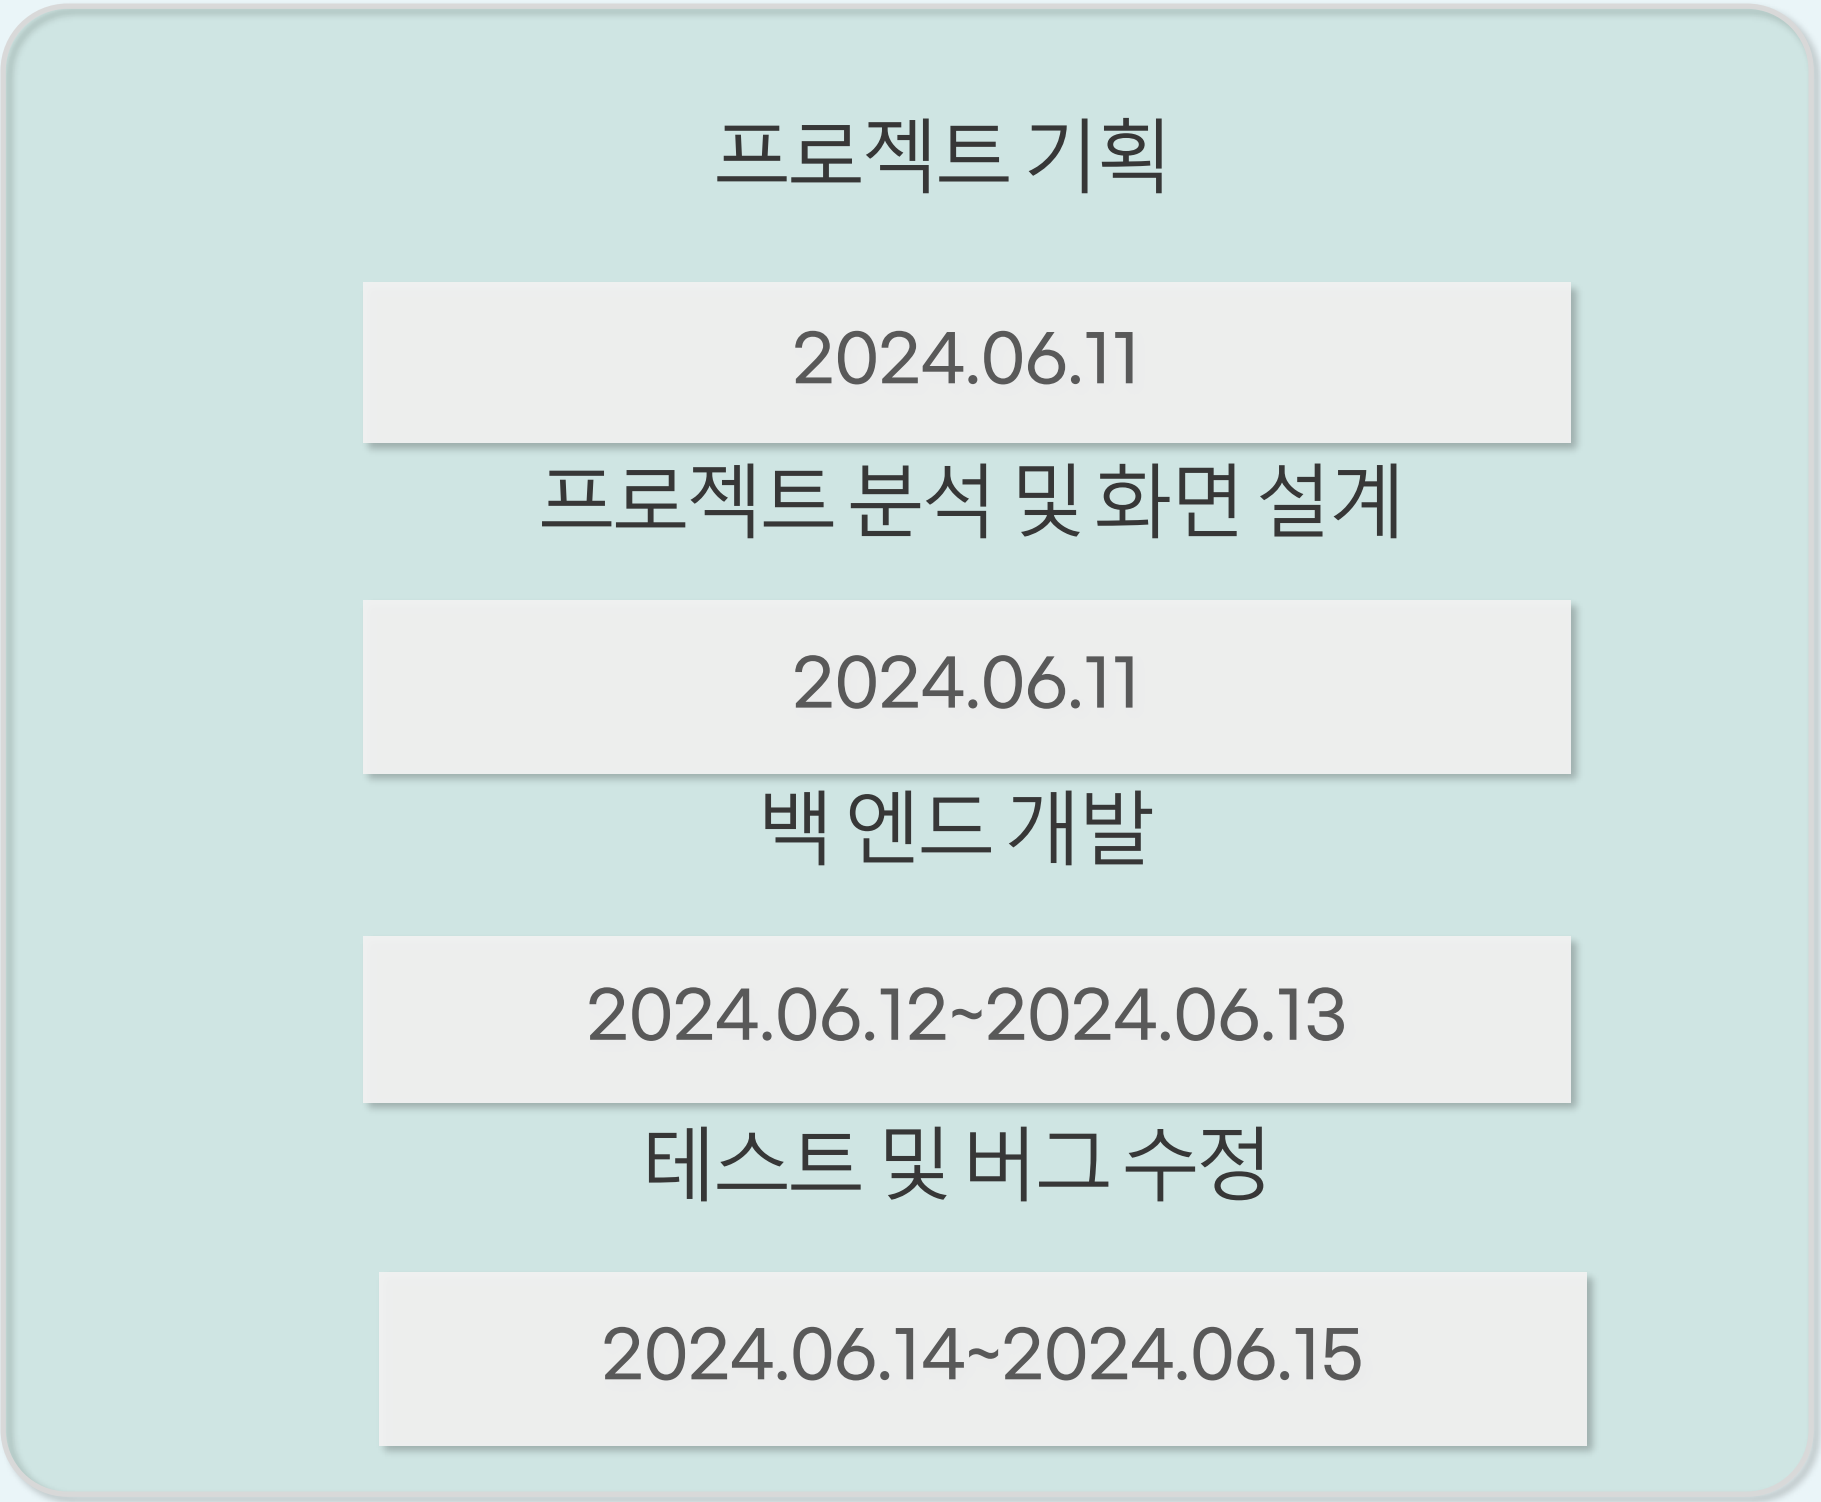 프로젝트 기획
2024.06.11
프로젝트 분석 및 화면 설계
2024.06.11
백 엔드 개발
2024.06.12~2024.06.13
테스트 및 버그 수정
2024.06.14~2024.06.15